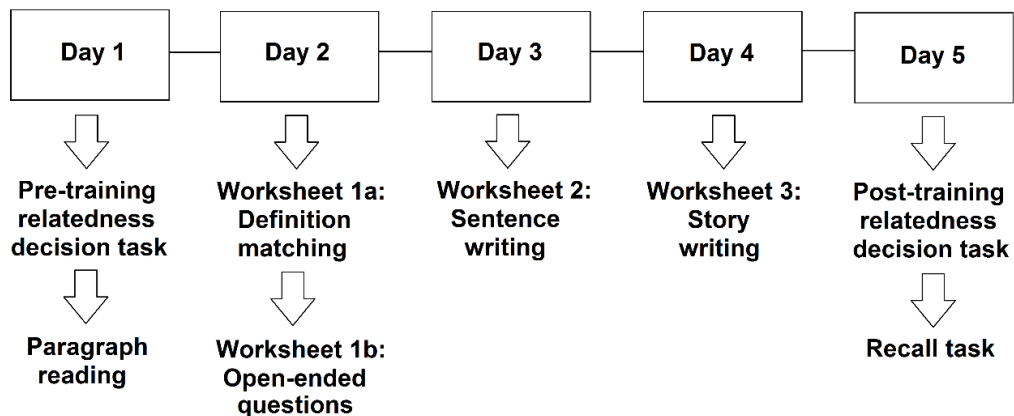 Day 1
Day 2
Day 3
Day 4
Day 5
Pre-training
relatedness
decision task
Paragraph
reading
Worksheet 1a:
Definition
matching
Worksheet 1b:
Open-ended
questions
Worksheet 2:
Sentence
writing
Worksheet 3:
Story
writing
Post-training
relatedness
decision task
Recall task